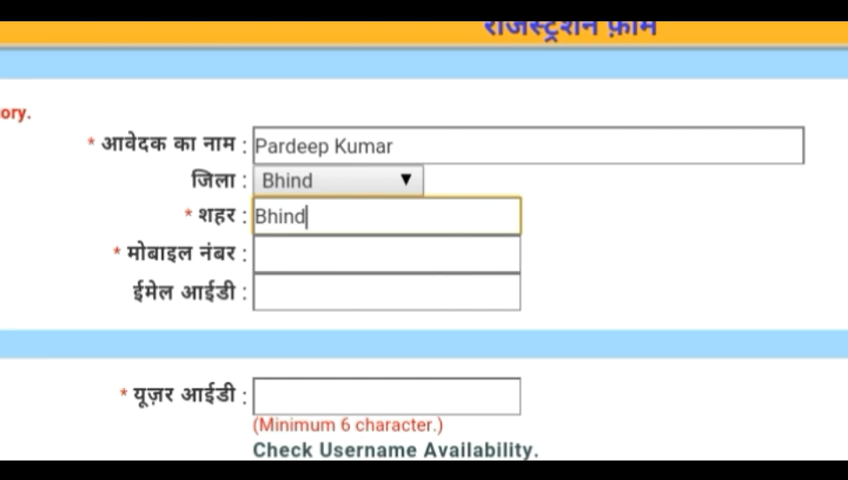 रजिस्ट्रेशन फ़ॉर्म
ory.
* आवेदक का नाम : Pardeep Kumar
जिला : Bhind ▼
* शहर : Bhind
* मोबाइल नंबर :
ईमेल आईडी :
* यूज़र आईडी :
(Minimum 6 character.)
Check Username Availability.